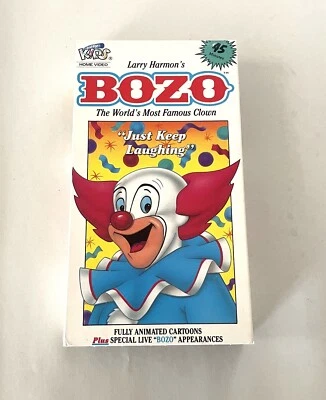 KIDS
HOME VIDEO
45
Larry Harmon's
BOZO
The World's Most Famous Clown
"Just Keep
Laughing"
FULLY ANIMATED CARTOONS
Plus SPECIAL LIVE "BOZO" APPEARANCES